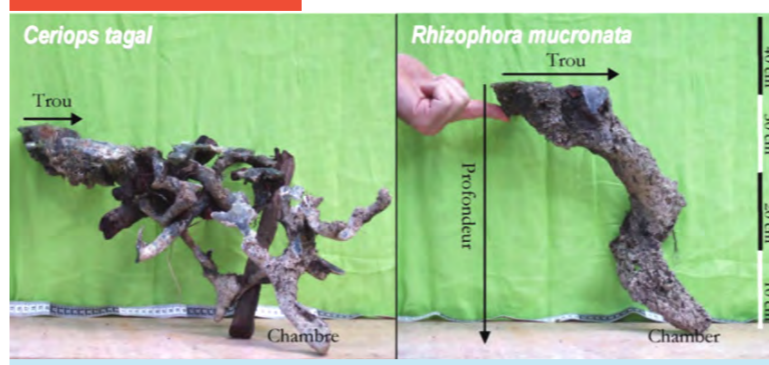 Ceriops tagal
Trou
Chambre
Rhizophora mucronata
Trou
Profondeur
Chamber